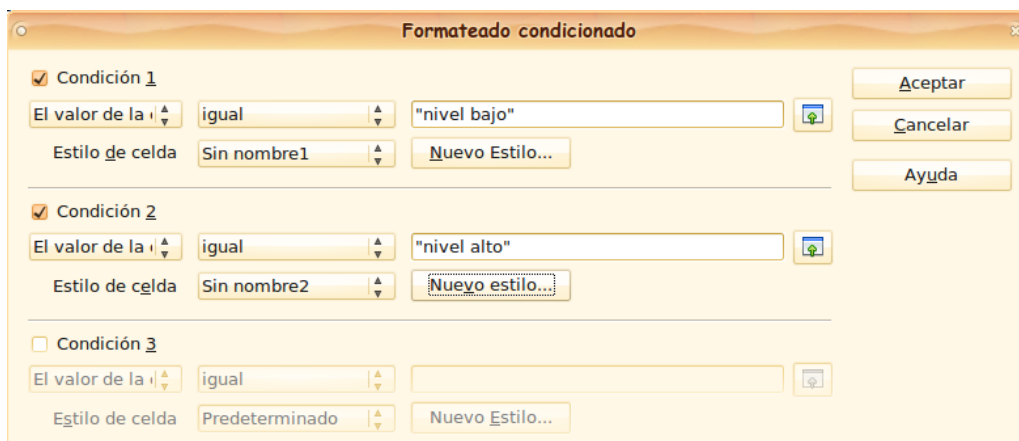 Formateado condicionado
Condición 1
Aceptar
El valor de la igual "nivel bajo"
Cancelar
Estilo de celda Sin nombre1 Nuevo Estilo...
Ayuda
Condición 2
El valor de la igual "nivel alto"
Estilo de celda Sin nombre2 Nuevo estilo...
Condición 3
El valor de la igual
Estilo de celda Predeterminado Nuevo Estilo...